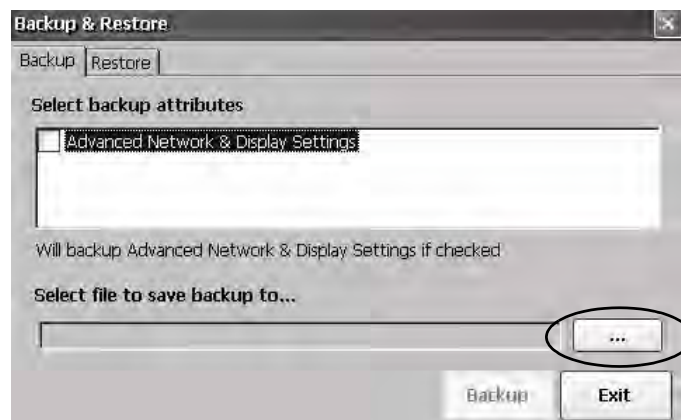 Backup & Restore
Backup Restore
Select backup attributes
Advanced Network & Display Settings
Will backup Advanced Network & Display Settings if checked
Select file to save backup to...
...
Backup Exit